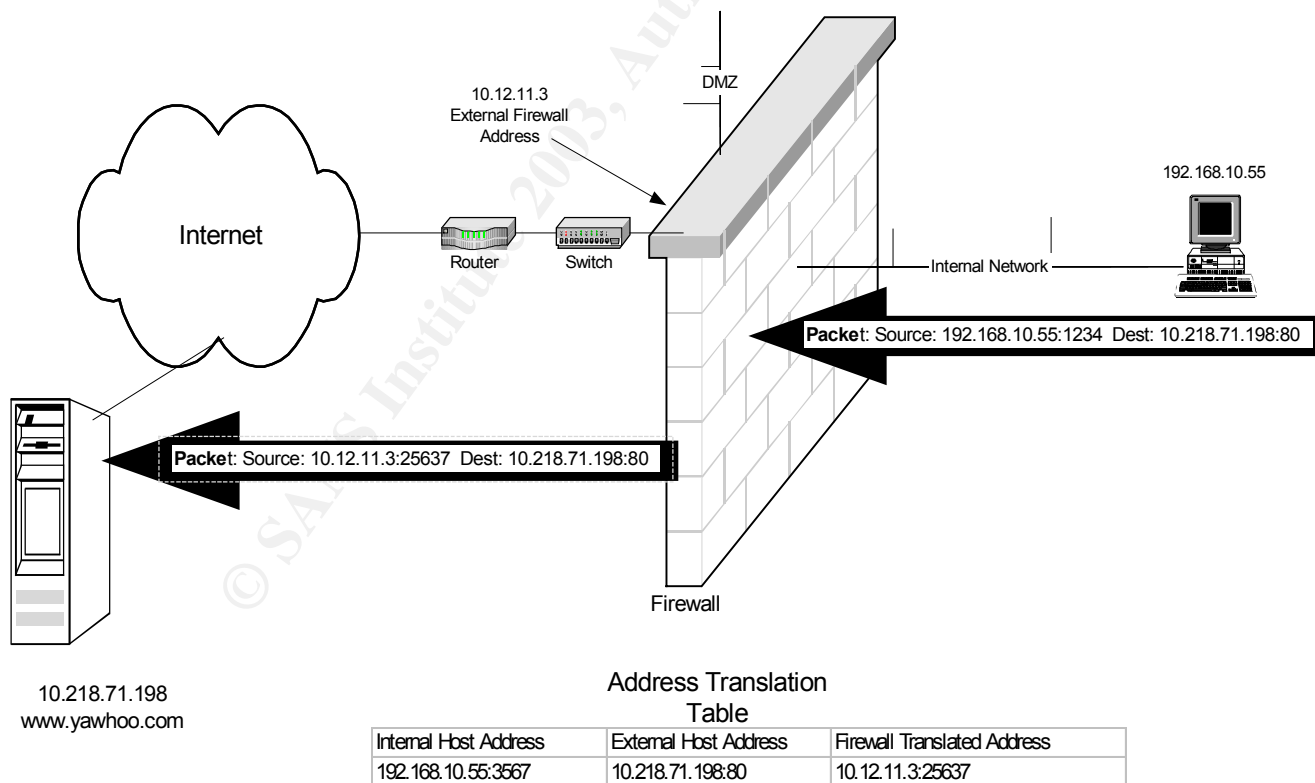 DMZ
10.12.11.3
External Firewall
Address
192.168.10.55
Internet
Router
Switch
Internal Network
Packet: Source: 192.168.10.55:1234 Dest: 10.218.71.198:80
Packet: Source: 10.12.11.3:25637 Dest: 10.218.71.198:80
Firewall
10.218.71.198
www.yawhoo.com
Address Translation
Table
Internal Host Address External Host Address Firewall Translated Address
192.168.10.55:3567 10.218.71.198:80 10.12.11.3:25637
© SANS Institute 2003, Aut